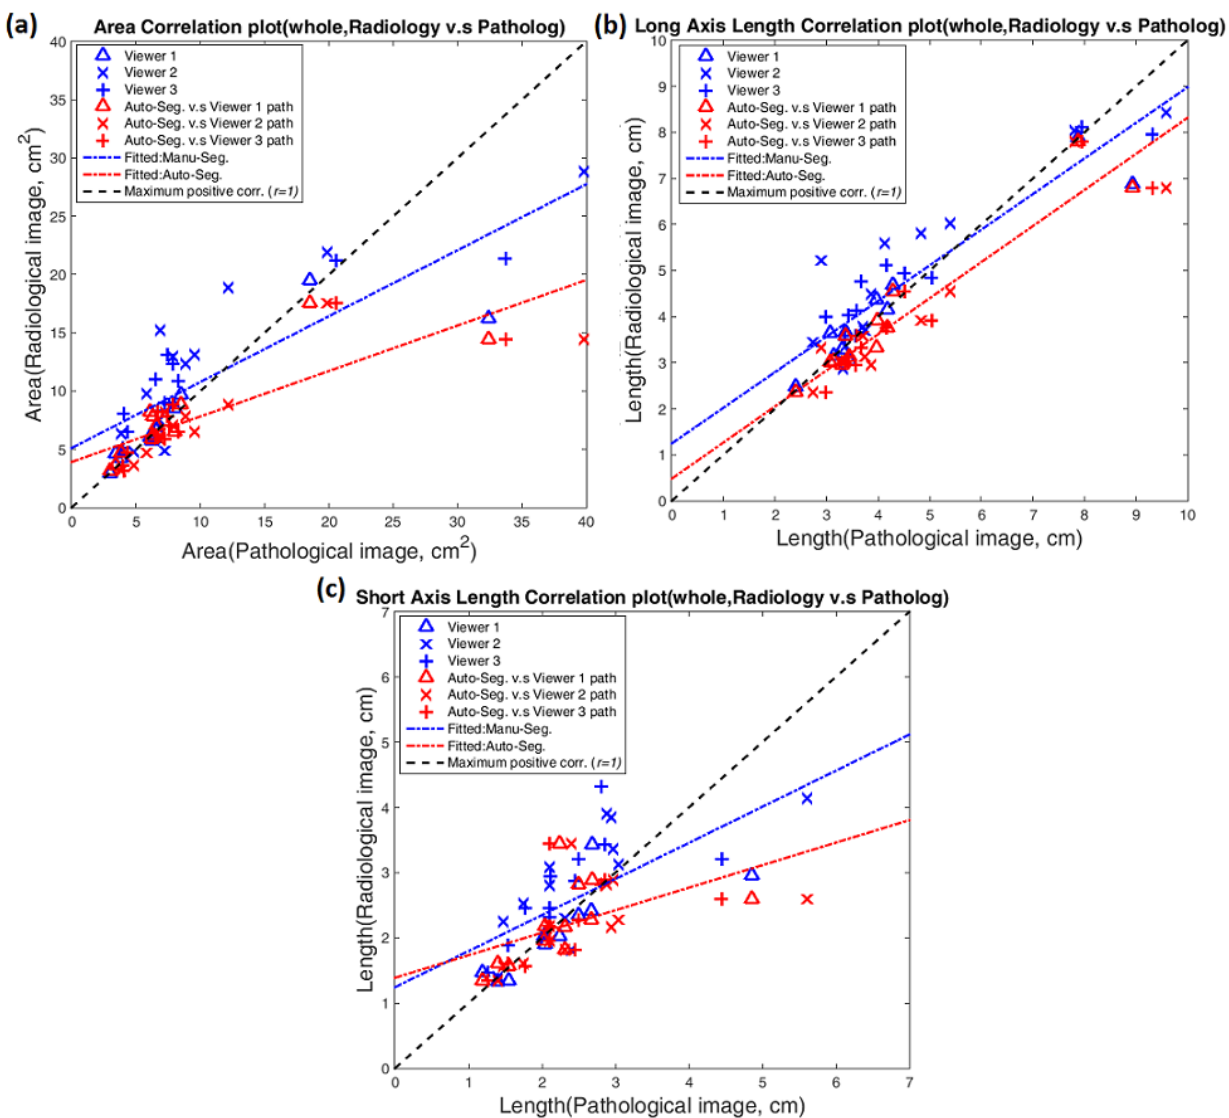 (a)
Area Correlation plot(whole,Radiology v.s Patholog)
40
35
30
25
20
15
10
5
0
Area(Radiological image, cm2)
Viewer 1
Viewer 2
Viewer 3
Auto-Seg. v.s Viewer 1 path
Auto-Seg. v.s Viewer 2 path
Auto-Seg. v.s Viewer 3 path
Fitted:Manu-Seg.
Fitted:Auto-Seg.
Maximum positive corr. (r=1)
0 5 10 15 20 25 30 35 40
Area(Pathological image, cm2)
(b)
Long Axis Length Correlation plot(whole,Radiology v.s Patholog)
10
9
8
7
6
5
4
3
2
1
0
Length(Radiological image, cm)
Viewer 1
Viewer 2
Viewer 3
Auto-Seg. v.s Viewer 1 path
Auto-Seg. v.s Viewer 2 path
Auto-Seg. v.s Viewer 3 path
Fitted:Manu-Seg.
Fitted:Auto-Seg.
Maximum positive corr. (r=1)
0 1 2 3 4 5 6 7 8 9 10
Length(Pathological image, cm)
(c)
Short Axis Length Correlation plot(whole,Radiology v.s Patholog)
7
6
5
4
3
2
1
0
Length(Radiological image, cm)
Viewer 1
Viewer 2
Viewer 3
Auto-Seg. v.s Viewer 1 path
Auto-Seg. v.s Viewer 2 path
Auto-Seg. v.s Viewer 3 path
Fitted:Manu-Seg.
Fitted:Auto-Seg.
Maximum positive corr. (r=1)
0 1 2 3 4 5 6 7
Length(Pathological image, cm)